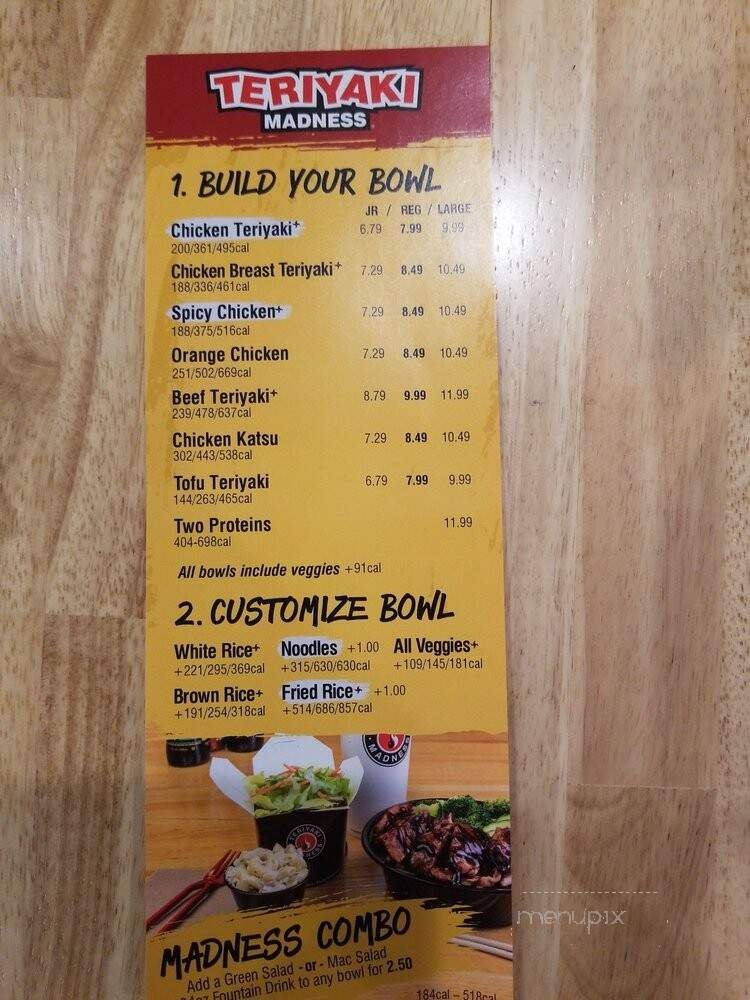 TERIYAKI
MADNESS
1. BUILD YOUR BOWL
JR / REG / LARGE
Chicken Teriyaki+ 6.79 7.99 9.99
200/361/495cal
Chicken Breast Teriyaki+ 7.29 8.49 10.49
188/336/461cal
Spicy Chicken+ 7.29 8.49 10.49
188/375/516cal
Orange Chicken 7.29 8.49 10.49
251/502/669cal
Beef Teriyaki+ 8.79 9.99 11.99
239/478/637cal
Chicken Katsu 7.29 8.49 10.49
302/443/538cal
Tofu Teriyaki 6.79 7.99 9.99
144/263/465cal
Two Proteins 11.99
404-698cal
All bowls include veggies +91cal
2. CUSTOMIZE BOWL
White Rice+ Noodles +1.00 All Veggies+
+221/295/369cal +315/630/630cal +109/145/181cal
Brown Rice+ Fried Rice+ +1.00
+191/254/318cal +514/686/857cal
MADNESS
TERIYAKI
MADNESS
MADNESS COMBO
Add a Green Salad -or- Mac Salad
Fountain Drink to any bowl for 2.50
184cal – 518cal
menupix